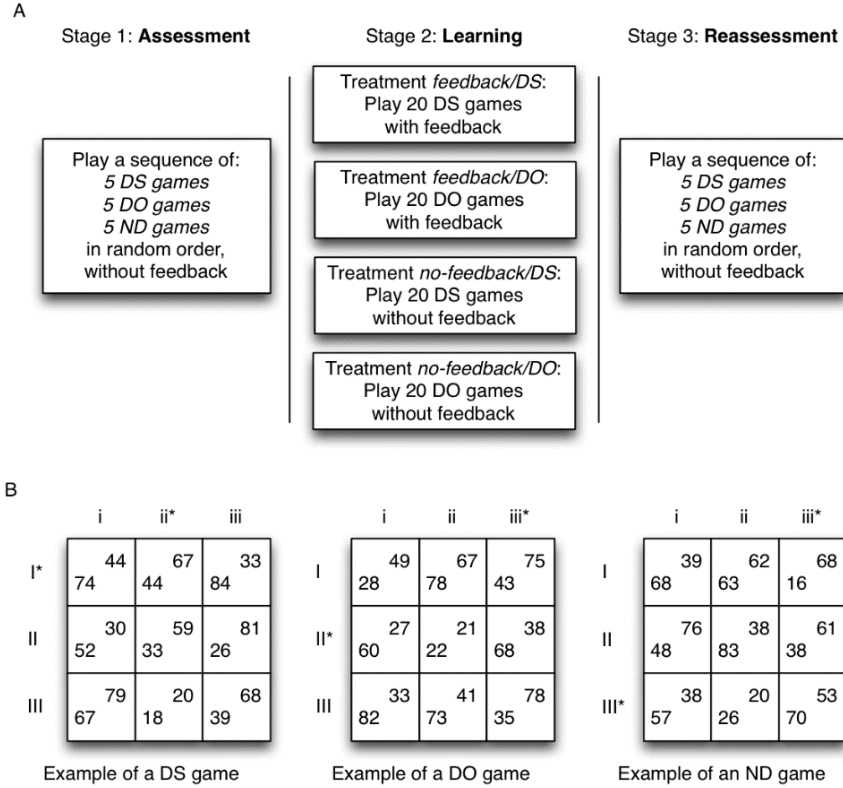 A
Stage 1: Assessment
Stage 2: Learning
Stage 3: Reassessment
Play a sequence of:
5 DS games
5 DO games
5 ND games
in random order,
without feedback
Treatment feedback/DS:
Play 20 DS games
with feedback
Treatment feedback/DO:
Play 20 DO games
with feedback
Treatment no-feedback/DS:
Play 20 DS games
without feedback
Treatment no-feedback/DO:
Play 20 DO games
without feedback
Play a sequence of:
5 DS games
5 DO games
5 ND games
in random order,
without feedback
B
i ii* iii
I*
44 67 33
74 44 84
II
30 59 81
52 33 26
III
79 20 68
67 18 39
Example of a DS game
i ii iii*
I
49 67 75
28 78 43
II*
27 21 38
60 22 68
III
33 41 78
82 73 35
Example of a DO game
i ii iii*
I
39 62 68
68 63 16
II
76 38 61
48 83 38
III*
38 20 53
57 26 70
Example of an ND game